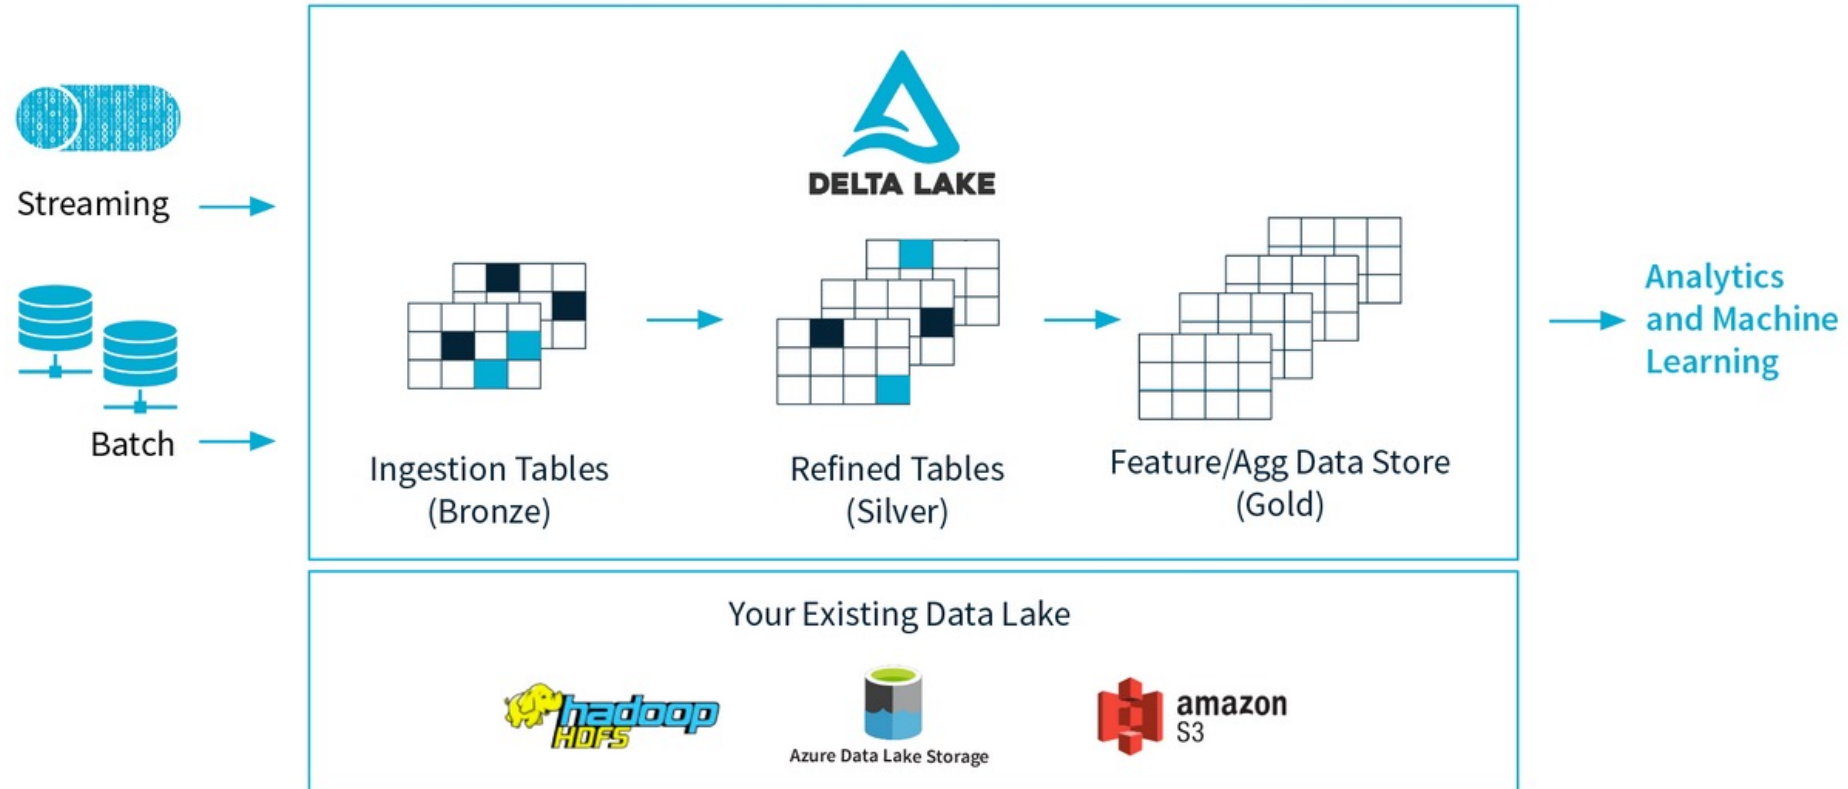 DELTA LAKE
Streaming
Batch
Ingestion Tables
(Bronze)
Refined Tables
(Silver)
Feature/Agg Data Store
(Gold)
Analytics
and Machine
Learning
Your Existing Data Lake
hadoop
HDFS
Azure Data Lake Storage
amazon
S3